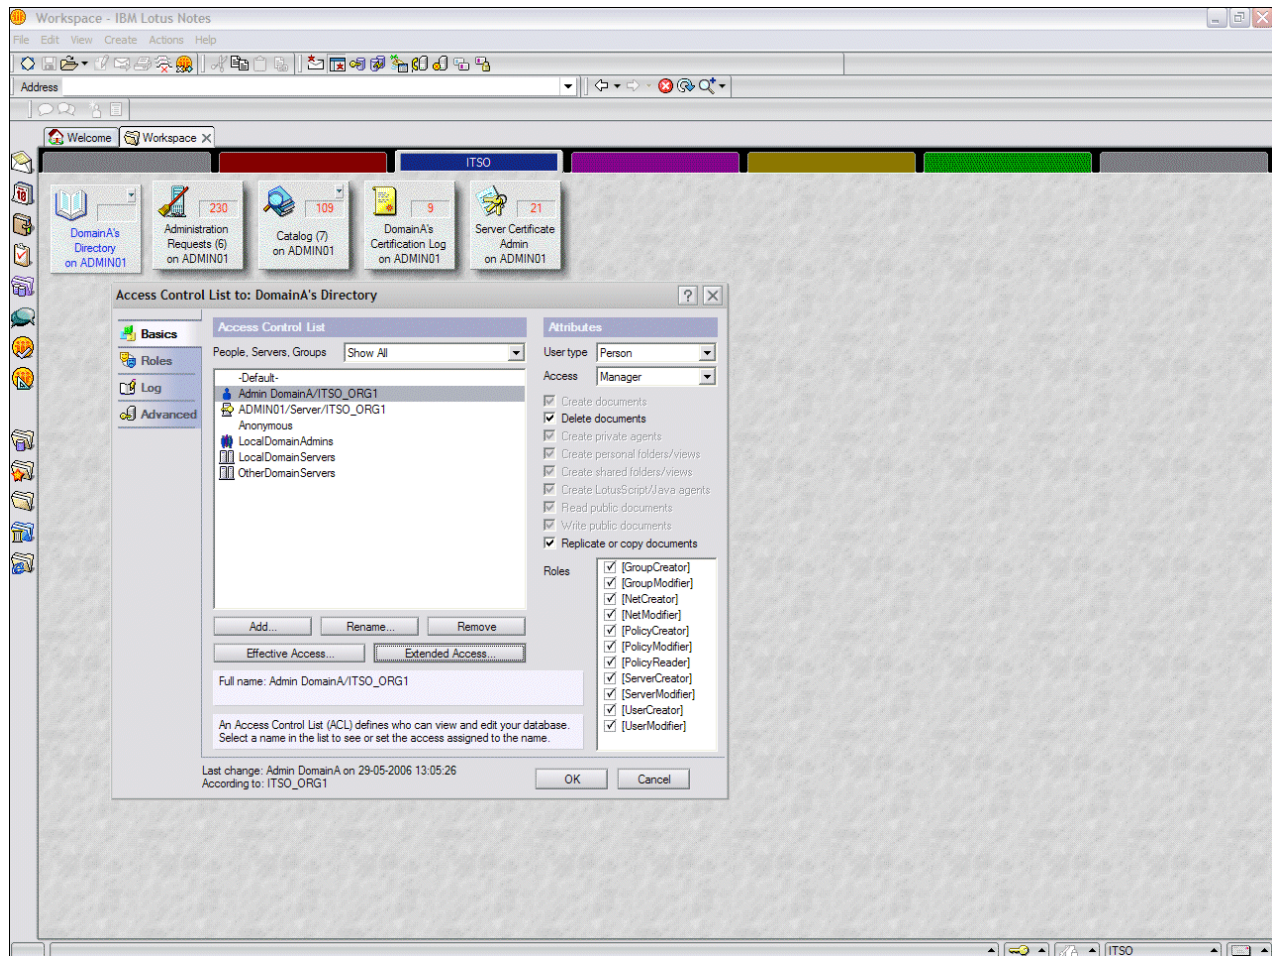 Workspace - IBM Lotus Notes
File Edit View Create Actions Help
Address
Welcome Workspace
ITSO
DomainA's
Directory
on ADMIN01
230
Administration
Requests (6)
on ADMIN01
109
Catalog (7)
on ADMIN01
9
DomainA's
Certification Log
on ADMIN01
21
Server Certificate
Admin
on ADMIN01
Access Control List to: DomainA's Directory
Basics
Roles
Log
Advanced
Access Control List
People, Servers, Groups Show All
-Default-
Admin DomainA/ITSO_ORG1
ADMIN01/Server/ITSO_ORG1
Anonymous
LocalDomainAdmins
LocalDomainServers
OtherDomainServers
Add... Rename... Remove
Effective Access... Extended Access...
Full name: Admin DomainA/ITSO_ORG1
An Access Control List (ACL) defines who can view and edit your database.
Select a name in the list to see or set the access assigned to the name.
Attributes
User type Person
Access Manager
Create documents
Delete documents
Create private agents
Create personal folders/views
Create shared folders/views
Create LotusScript/Java agents
Read public documents
Write public documents
Replicate or copy documents
Roles
[GroupCreator]
[GroupModifier]
[NetCreator]
[NetModifier]
[PolicyCreator]
[PolicyModifier]
[PolicyReader]
[ServerCreator]
[ServerModifier]
[UserCreator]
[UserModifier]
Last change: Admin DomainA on 29-05-2006 13:05:26
According to: ITSO_ORG1
OK Cancel
ITSO